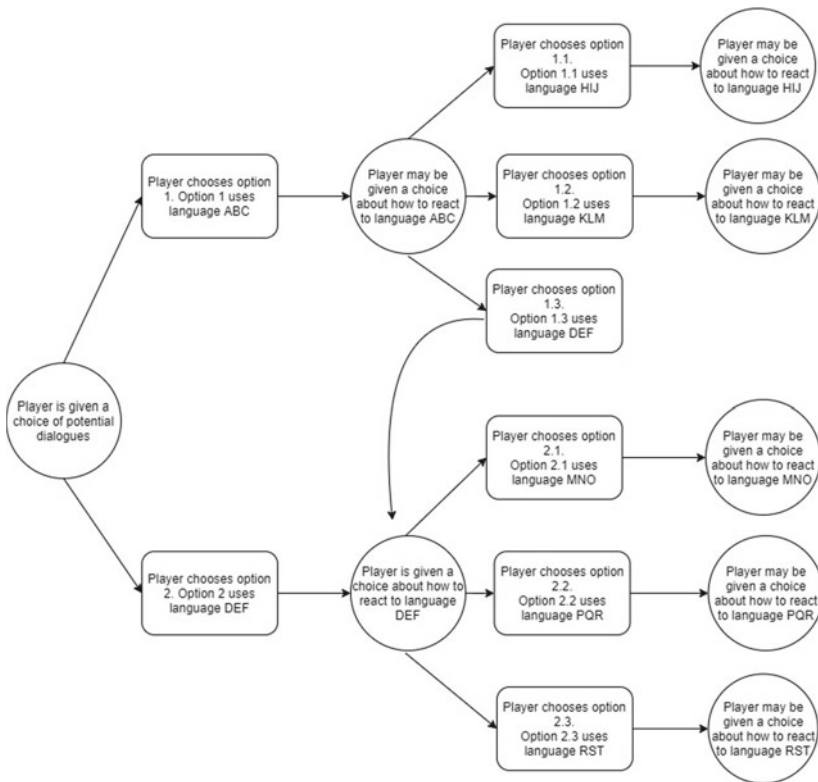 Player chooses option
1.1.
Option 1.1 uses
language HIJ
Player may be
given a choice
about how to react
to language HIJ
Player chooses option
1. Option 1 uses
language ABC
Player may be
given a choice
about how to react
to language ABC
Player chooses option
1.2.
Option 1.2 uses
language KLM
Player may be
given a choice
about how to react
to language KLM
Player chooses option
1.3.
Option 1.3 uses
language DEF
Player is given a
choice of potential
dialogues
Player chooses option
2.1.
Option 2.1 uses
language MNO
Player may be
given a choice
about how to react
to language MNO
Player chooses option
2. Option 2 uses
language DEF
Player is given a
choice about how to
react to language
DEF
Player chooses option
2.2.
Option 2.2 uses
language PQR
Player may be
given a choice
about how to react
to language PQR
Player chooses option
2.3.
Option 2.3 uses
language RST
Player may be
given a choice
about how to react
to language RST